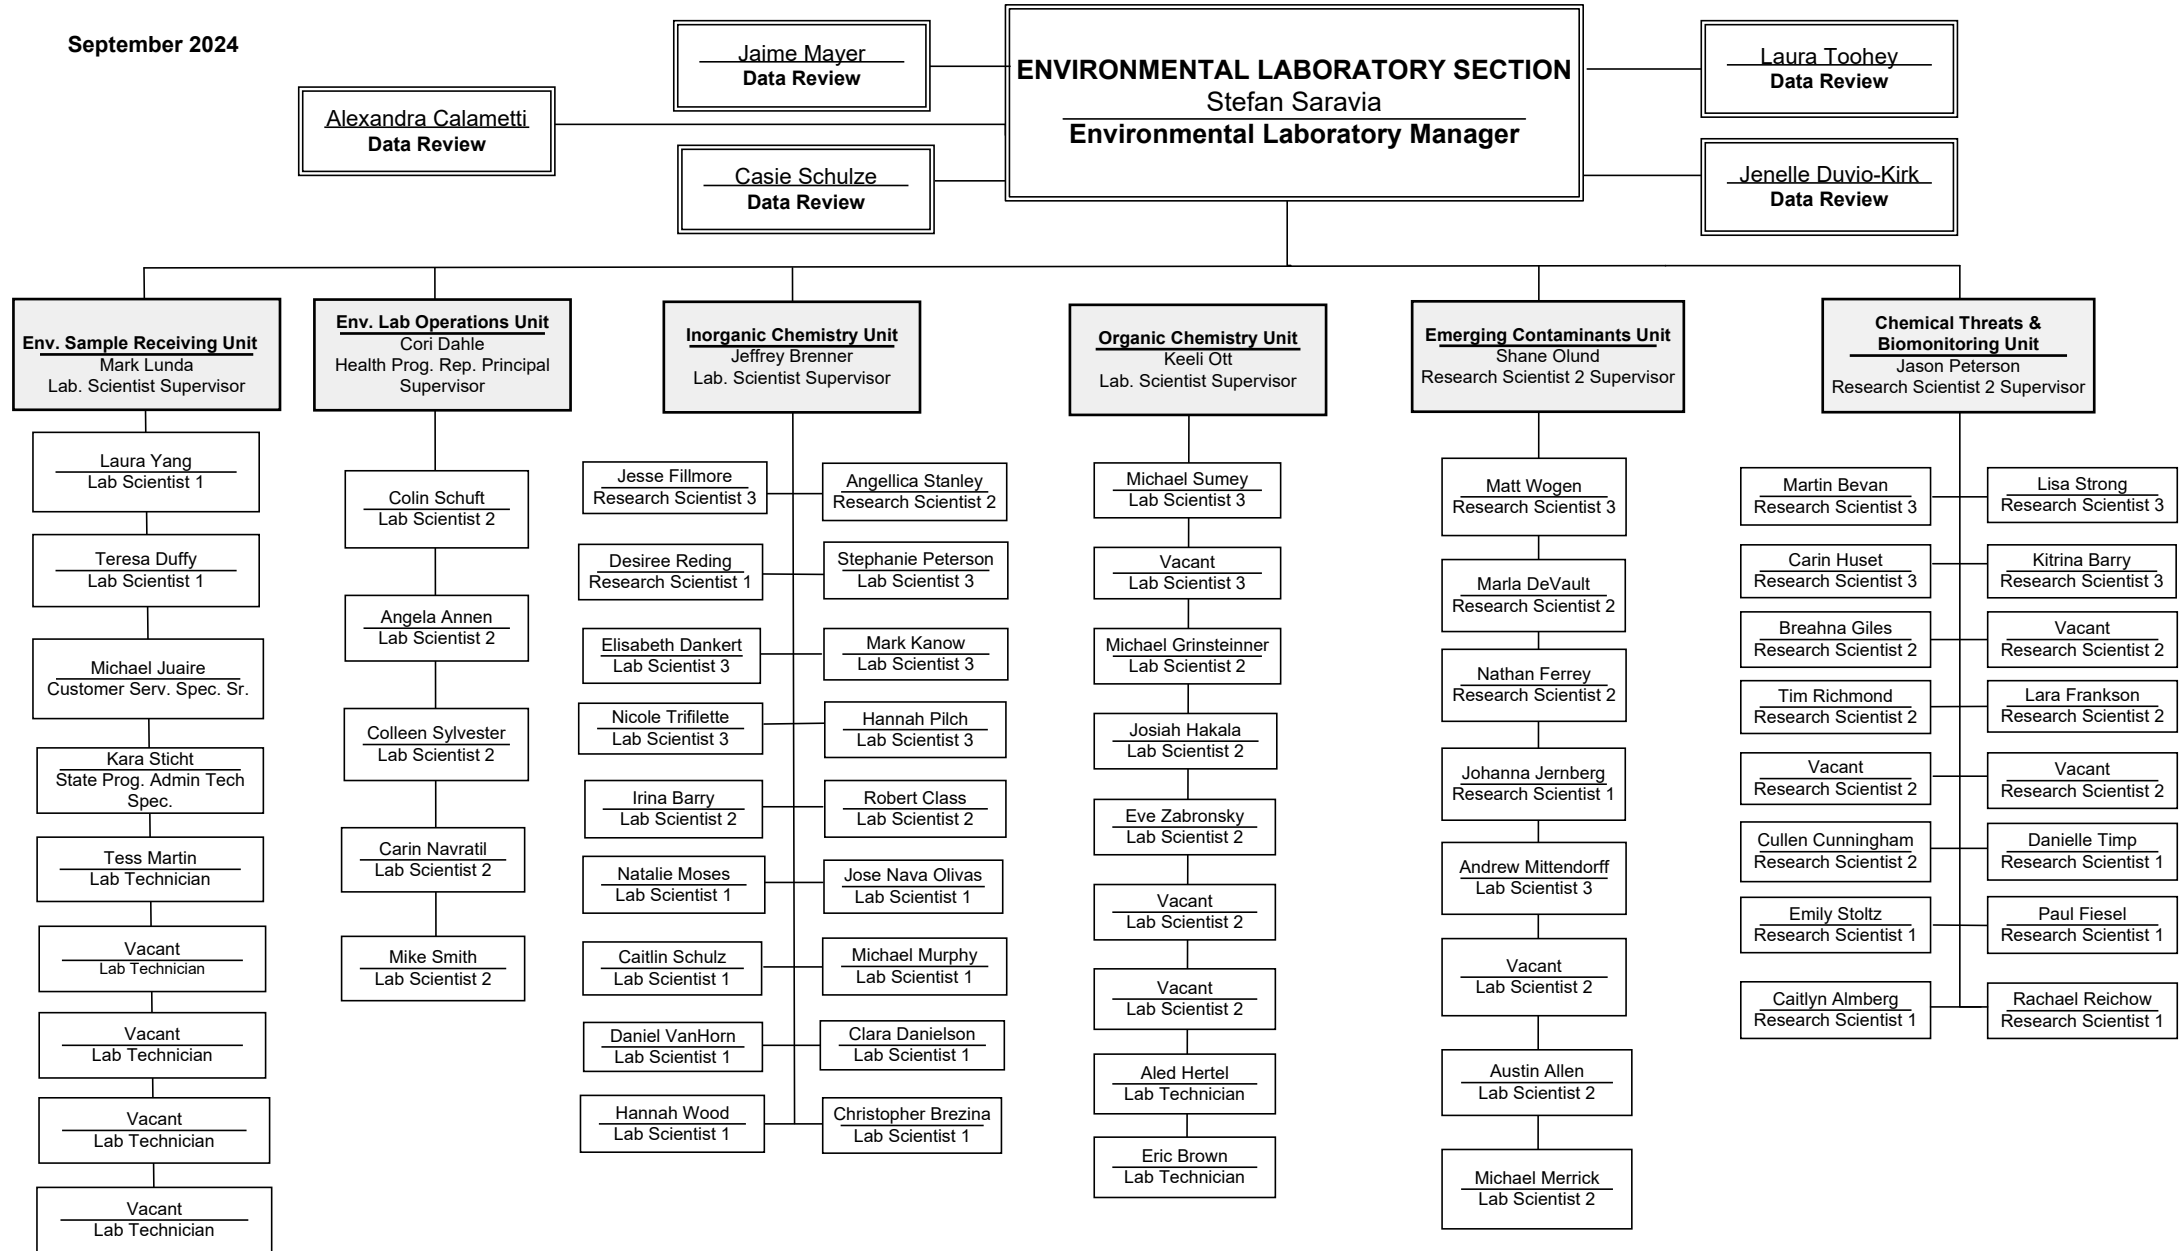 September 2024
Jaime Mayer
Data Review
Alexandra Calametti
Data Review
Casie Schulze
Data Review
ENVIRONMENTAL LABORATORY SECTION
Stefan Saravia
Environmental Laboratory Manager
Laura Toohey
Data Review
Jenelle Duvio-Kirk
Data Review
Env. Sample Receiving Unit
Mark Lunda
Lab. Scientist Supervisor
Laura Yang
Lab Scientist 1
Teresa Duffy
Lab Scientist 1
Michael Juaire
Customer Serv. Spec. Sr.
Kara Sticht
State Prog. Admin Tech
Spec.
Tess Martin
Lab Technician
Vacant
Lab Technician
Vacant
Lab Technician
Vacant
Lab Technician
Vacant
Lab Technician
Env. Lab Operations Unit
Cori Dahle
Health Prog. Rep. Principal
Supervisor
Colin Schuft
Lab Scientist 2
Angela Annen
Lab Scientist 2
Colleen Sylvester
Lab Scientist 2
Carin Navratil
Lab Scientist 2
Mike Smith
Lab Scientist 2
Inorganic Chemistry Unit
Jeffrey Brenner
Lab. Scientist Supervisor
Jesse Fillmore
Research Scientist 3
Angellica Stanley
Research Scientist 2
Desiree Reding
Research Scientist 1
Stephanie Peterson
Lab Scientist 3
Elisabeth Dankert
Lab Scientist 3
Mark Kanow
Lab Scientist 3
Nicole Trifilette
Lab Scientist 3
Hannah Pilch
Lab Scientist 3
Irina Barry
Lab Scientist 2
Robert Class
Lab Scientist 2
Natalie Moses
Lab Scientist 1
Jose Nava Olivas
Lab Scientist 1
Caitlin Schulz
Lab Scientist 1
Michael Murphy
Lab Scientist 1
Daniel VanHorn
Lab Scientist 1
Clara Danielson
Lab Scientist 1
Hannah Wood
Lab Scientist 1
Christopher Brezina
Lab Scientist 1
Organic Chemistry Unit
Keeli Ott
Lab. Scientist Supervisor
Michael Sumey
Lab Scientist 3
Vacant
Lab Scientist 3
Michael Grinsteinner
Lab Scientist 2
Josiah Hakala
Lab Scientist 2
Eve Zabronsky
Lab Scientist 2
Vacant
Lab Scientist 2
Vacant
Lab Scientist 2
Aled Hertel
Lab Technician
Eric Brown
Lab Technician
Emerging Contaminants Unit
Shane Olund
Research Scientist 2 Supervisor
Matt Wogen
Research Scientist 3
Marla DeVault
Research Scientist 2
Nathan Ferrey
Research Scientist 2
Johanna Jernberg
Research Scientist 1
Andrew Mittendorff
Lab Scientist 3
Vacant
Lab Scientist 2
Austin Allen
Lab Scientist 2
Michael Merrick
Lab Scientist 2
Chemical Threats &
Biomonitoring Unit
Jason Peterson
Research Scientist 2 Supervisor
Martin Bevan
Research Scientist 3
Lisa Strong
Research Scientist 3
Carin Huset
Research Scientist 3
Kitrina Barry
Research Scientist 3
Breahna Giles
Research Scientist 2
Vacant
Research Scientist 2
Tim Richmond
Research Scientist 2
Lara Frankson
Research Scientist 2
Vacant
Research Scientist 2
Vacant
Research Scientist 2
Cullen Cunningham
Research Scientist 2
Danielle Timp
Research Scientist 1
Emily Stoltz
Research Scientist 1
Paul Fiesel
Research Scientist 1
Caitlyn Almberg
Research Scientist 1
Rachael Reichow
Research Scientist 1